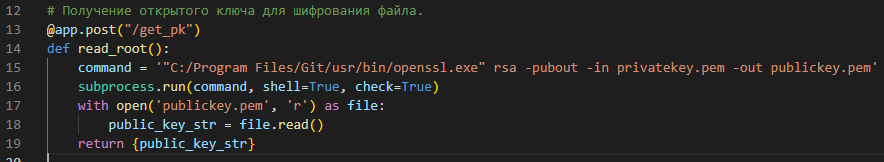 12 # Получение открытого ключа для шифрования файла.
13 @app.post("/get_pk")
14 def read_root():
15 command = '"C:/Program Files/Git/usr/bin/openssl.exe" rsa -pubout -in privatekey.pem -out publickey.pem'
16 subprocess.run(command, shell=True, check=True)
17 with open('publickey.pem', 'r') as file:
18 public_key_str = file.read()
19 return {public_key_str}
20